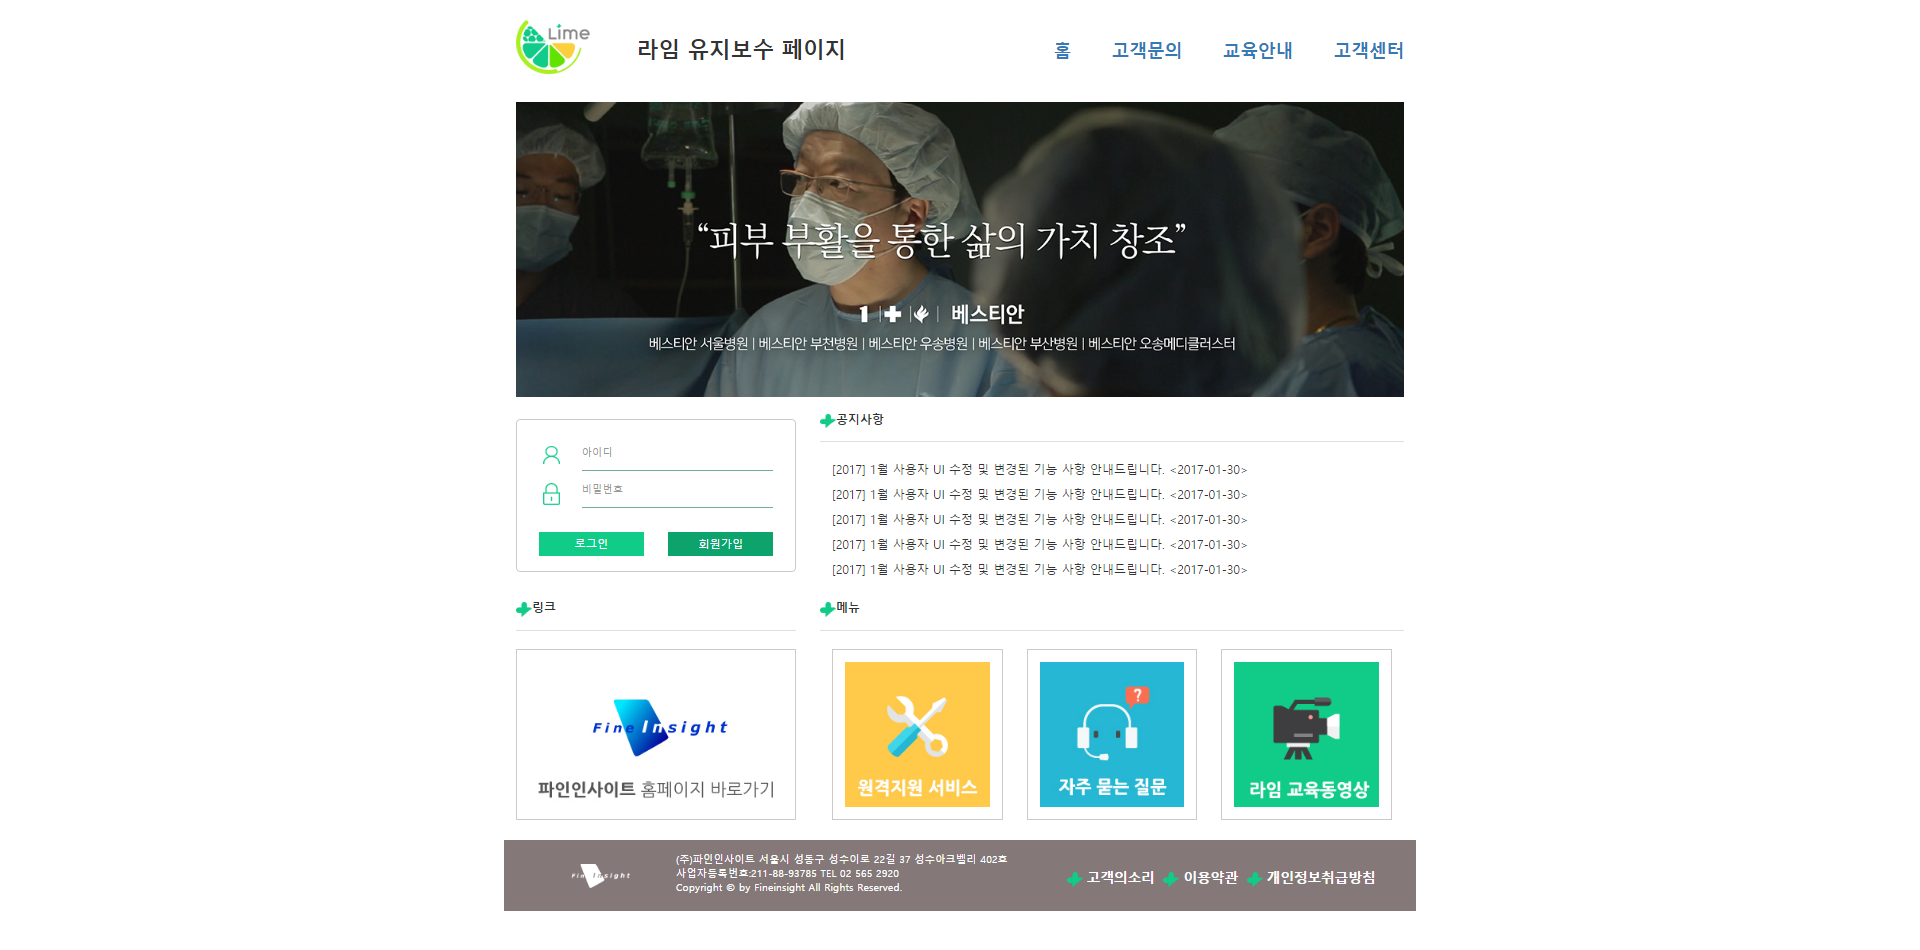 Lime
라임 유지보수 페이지
홈 고객문의 교육안내 고객센터
“피부 부활을 통한 삶의 가치 창조”
베스티안
베스티안 서울병원 | 베스티안 부천병원 | 베스티안 우송병원 | 베스티안 부산병원 | 베스티안 오송메디클러스터
아이디
비밀번호
로그인 회원가입
공지사항
[2017] 1월 사용자 UI 수정 및 변경된 기능 사항 안내드립니다. <2017-01-30>
[2017] 1월 사용자 UI 수정 및 변경된 기능 사항 안내드립니다. <2017-01-30>
[2017] 1월 사용자 UI 수정 및 변경된 기능 사항 안내드립니다. <2017-01-30>
[2017] 1월 사용자 UI 수정 및 변경된 기능 사항 안내드립니다. <2017-01-30>
[2017] 1월 사용자 UI 수정 및 변경된 기능 사항 안내드립니다. <2017-01-30>
링크
Fine Insight
파인인사이트 홈페이지 바로가기
메뉴
원격지원 서비스
?
자주 묻는 질문
라임 교육동영상
Fine Insight
(주)파인인사이트 서울시 성동구 성수이로 22길 37 성수아크벨리 402호
사업자등록번호:211-88-93785 TEL 02 565 2920
Copyright © by Fineinsight All Rights Reserved.
고객의소리 이용약관 개인정보취급방침